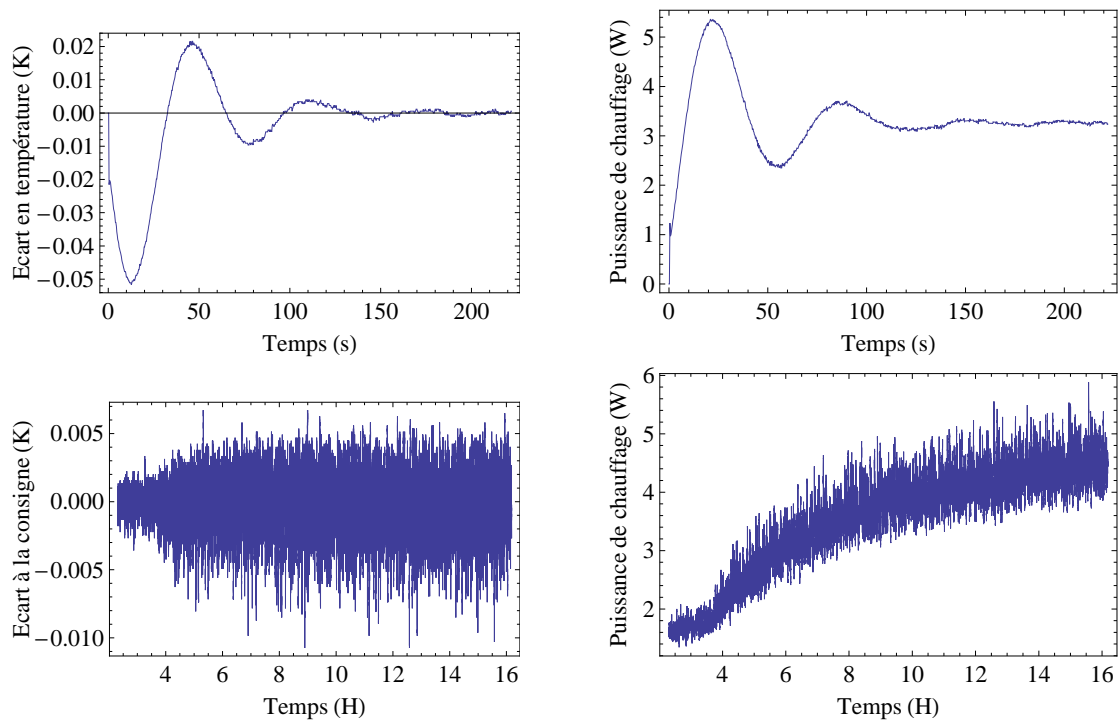 Ecart en température (K)
0.02
0.01
0.00
−0.01
−0.02
−0.03
−0.04
−0.05
0 50 100 150 200
Temps (s)
Puissance de chauffage (W)
5
4
3
2
1
0
0 50 100 150 200
Temps (s)
Ecart à la consigne (K)
0.005
0.000
−0.005
−0.010
4 6 8 10 12 14 16
Temps (H)
Puissance de chauffage (W)
6
5
4
3
2
4 6 8 10 12 14 16
Temps (H)